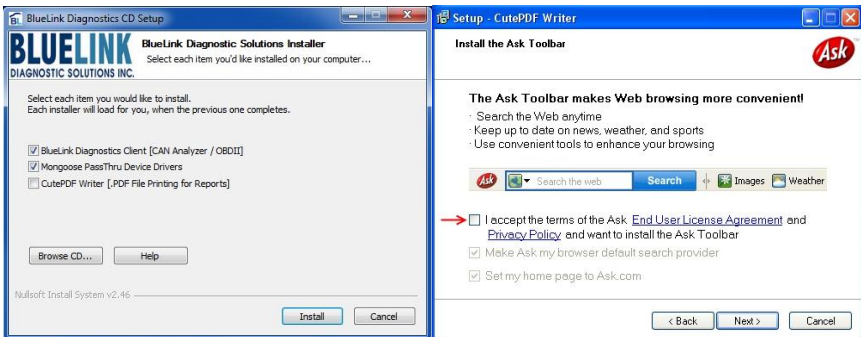 BlueLink Diagnostics CD Setup
BLUELINK
DIAGNOSTIC SOLUTIONS INC.
BlueLink Diagnostic Solutions Installer
Select each item you'd like installed on your computer...
Select each item you would like to install.
Each installer will load for you, when the previous one completes.
BlueLink Diagnostics Client [CAN Analyzer / OBDII]
Mongoose PassThru Device Drivers
CutePDF Writer [.PDF File Printing for Reports]
Browse CD...
Help
Nullsoft Install System v2.46
Install
Cancel
Setup - CutePDF Writer
Install the Ask Toolbar
Ask
The Ask Toolbar makes Web browsing more convenient!
· Search the Web anytime
· Keep up to date on news, weather, and sports
· Use convenient tools to enhance your browsing
Ask Search the web Search Images Weather
I accept the terms of the Ask End User License Agreement and
Privacy Policy and want to install the Ask Toolbar
Make Ask my browser default search provider
Set my home page to Ask.com
< Back
Next >
Cancel